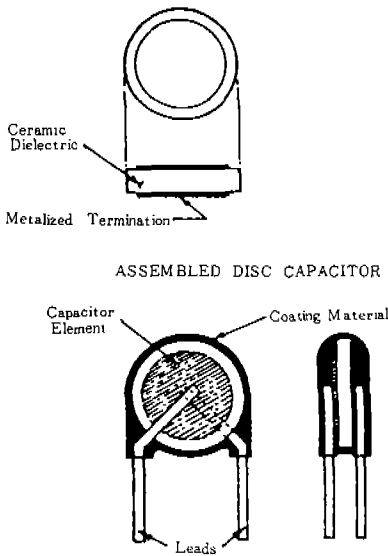 Ceramic
Dielectric
Metalized Termination
ASSEMBLED DISC CAPACITOR
Capacitor
Element
Coating Material
Leads